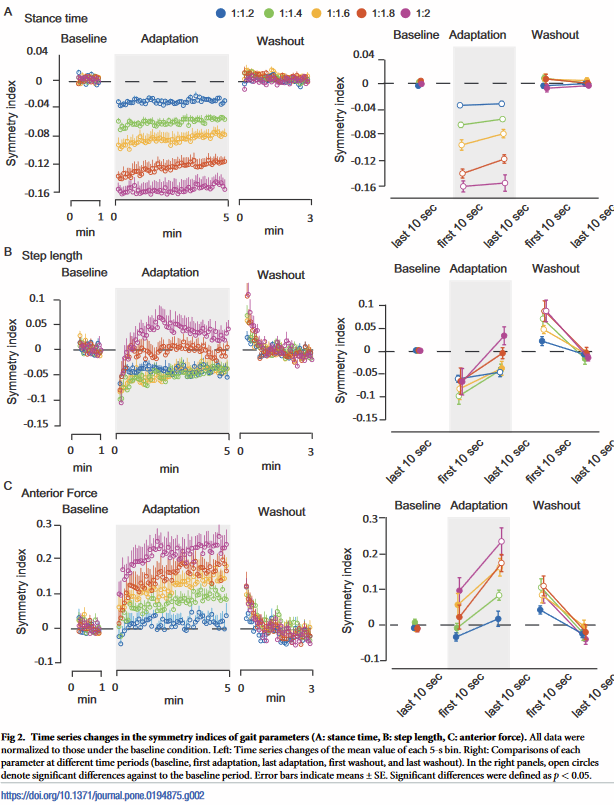 A
Stance time
1:1.2 1:1.4 1:1.6 1:1.8 1:2
Baseline Adaptation Washout
Symmetry index
0.04
0
-0.04
-0.08
-0.12
-0.16
0 1 0 5 0 3
min min min
Baseline Adaptation Washout
Symmetry index
0.04
0
-0.04
-0.08
-0.12
-0.16
last 10 sec first 10 sec last 10 sec first 10 sec last 10 sec
B
Step length
Baseline Adaptation Washout
Symmetry index
0.1
0.05
0
-0.05
-0.1
-0.15
0 1 0 5 0 3
min min min
Baseline Adaptation Washout
Symmetry index
0.1
0.05
0
-0.05
-0.1
-0.15
last 10 sec first 10 sec last 10 sec first 10 sec last 10 sec
C
Anterior Force
Baseline Adaptation Washout
Symmetry index
0.3
0.2
0.1
0
-0.1
0 1 0 5 0 3
min min min
Baseline Adaptation Washout
Symmetry index
0.3
0.1
0
-0.1
last 10 sec first 10 sec last 10 sec first 10 sec last 10 sec
Fig 2. Time series changes in the symmetry indices of gait parameters (A: stance time, B: step length, C: anterior force). All data were
normalized to those under the baseline condition. Left: Time series changes of the mean value of each 5-s bin. Right: Comparisons of each
parameter at different time periods (baseline, first adaptation, last adaptation, first washout, and last washout). In the right panels, open circles
denote significant differences against to the baseline period. Error bars indicate means ± SE. Significant differences were defined as p < 0.05.
https://doi.org/10.1371/journal.pone.0194875.g002